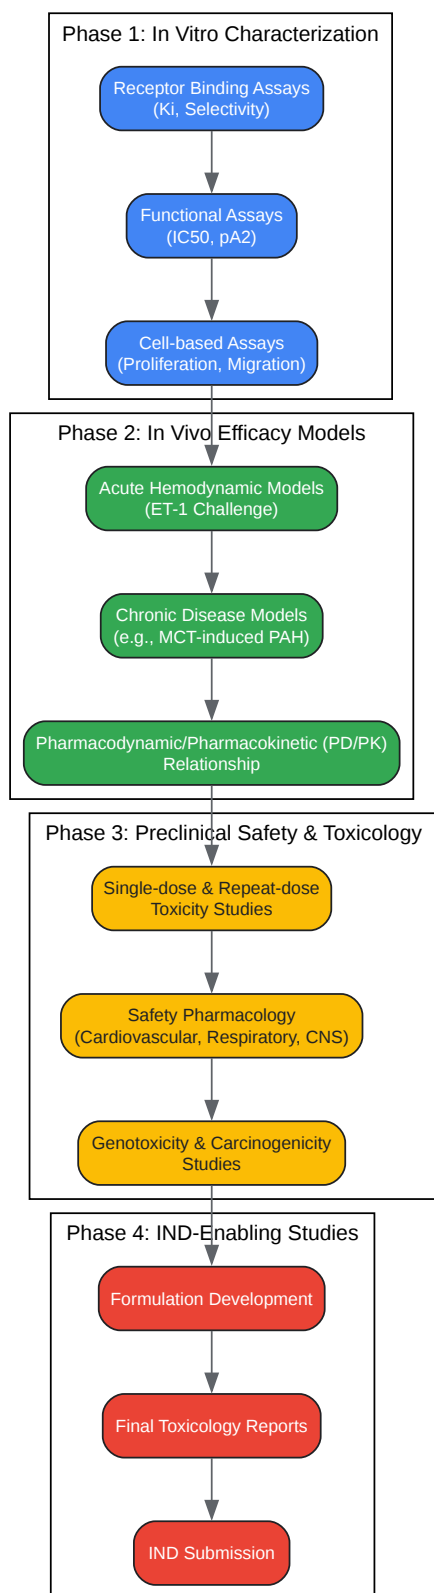 Phase 1: In Vitro Characterization
Receptor Binding Assays
(Ki, Selectivity)
Functional Assays
(IC50, pA2)
Cell-based Assays
(Proliferation, Migration)
Phase 2: In Vivo Efficacy Models
Acute Hemodynamic Models
(ET-1 Challenge)
Chronic Disease Models
(e.g., MCT-induced PAH)
Pharmacodynamic/Pharmacokinetic (PD/PK)
Relationship
Phase 3: Preclinical Safety & Toxicology
Single-dose & Repeat-dose
Toxicity Studies
Safety Pharmacology
(Cardiovascular, Respiratory, CNS)
Genotoxicity & Carcinogenicity
Studies
Phase 4: IND-Enabling Studies
Formulation Development
Final Toxicology Reports
IND Submission